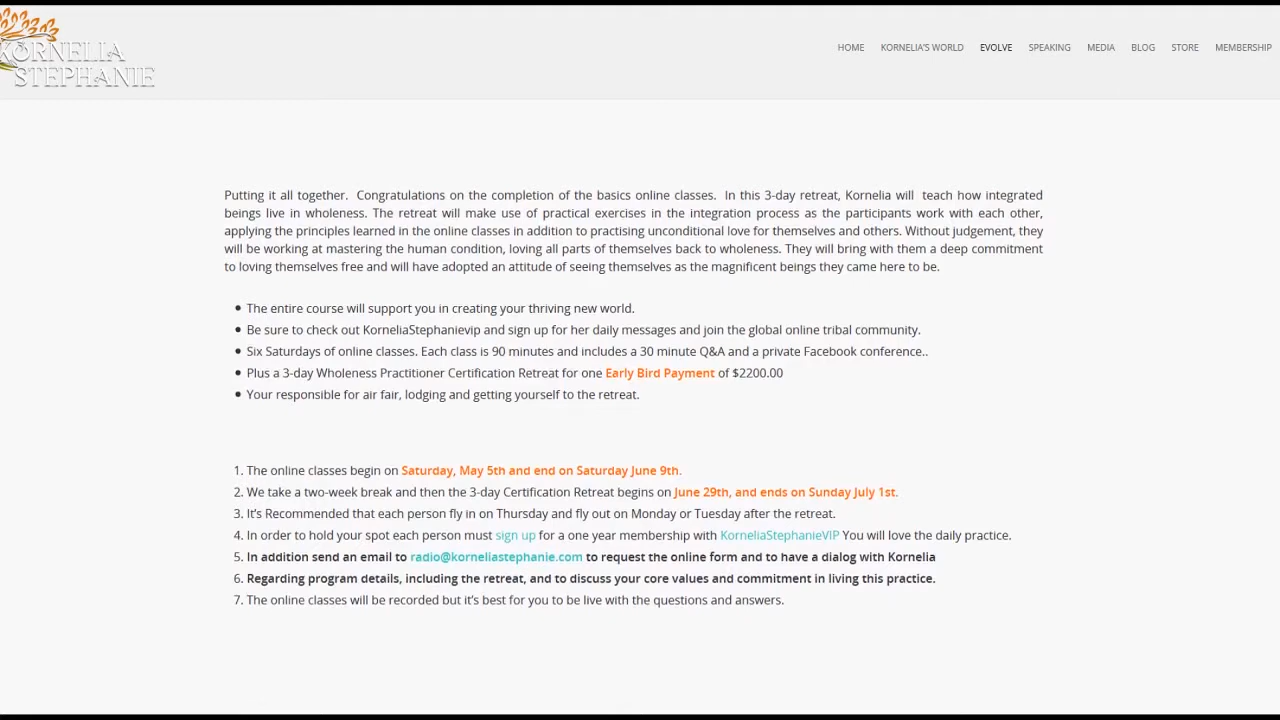 KORNELIA
STEPHANIE
HOME KORNELIA'S WORLD EVOLVE SPEAKING MEDIA BLOG STORE MEMBERSHIP
Putting it all together. Congratulations on the completion of the basics online classes. In this 3-day retreat, Kornelia will teach how integrated
beings live in wholeness. The retreat will make use of practical exercises in the integration process as the participants work with each other,
applying the principles learned in the online classes in addition to practising unconditional love for themselves and others. Without judgement, they
will be working at mastering the human condition, loving all parts of themselves back to wholeness. They will bring with them a deep commitment
to loving themselves free and will have adopted an attitude of seeing themselves as the magnificent beings they came here to be.
• The entire course will support you in creating your thriving new world.
• Be sure to check out KorneliaStephanievip and sign up for her daily messages and join the global online tribal community.
• Six Saturdays of online classes. Each class is 90 minutes and includes a 30 minute Q&A and a private Facebook conference..
• Plus a 3-day Wholeness Practitioner Certification Retreat for one Early Bird Payment of $2200.00
• Your responsible for air fair, lodging and getting yourself to the retreat.
1. The online classes begin on Saturday, May 5th and end on Saturday June 9th.
2. We take a two-week break and then the 3-day Certification Retreat begins on June 29th, and ends on Sunday July 1st.
3. It's Recommended that each person fly in on Thursday and fly out on Monday or Tuesday after the retreat.
4. In order to hold your spot each person must sign up for a one year membership with KorneliaStephanieVIP You will love the daily practice.
5. In addition send an email to radio@korneliastephanie.com to request the online form and to have a dialog with Kornelia
6. Regarding program details, including the retreat, and to discuss your core values and commitment in living this practice.
7. The online classes will be recorded but it's best for you to be live with the questions and answers.